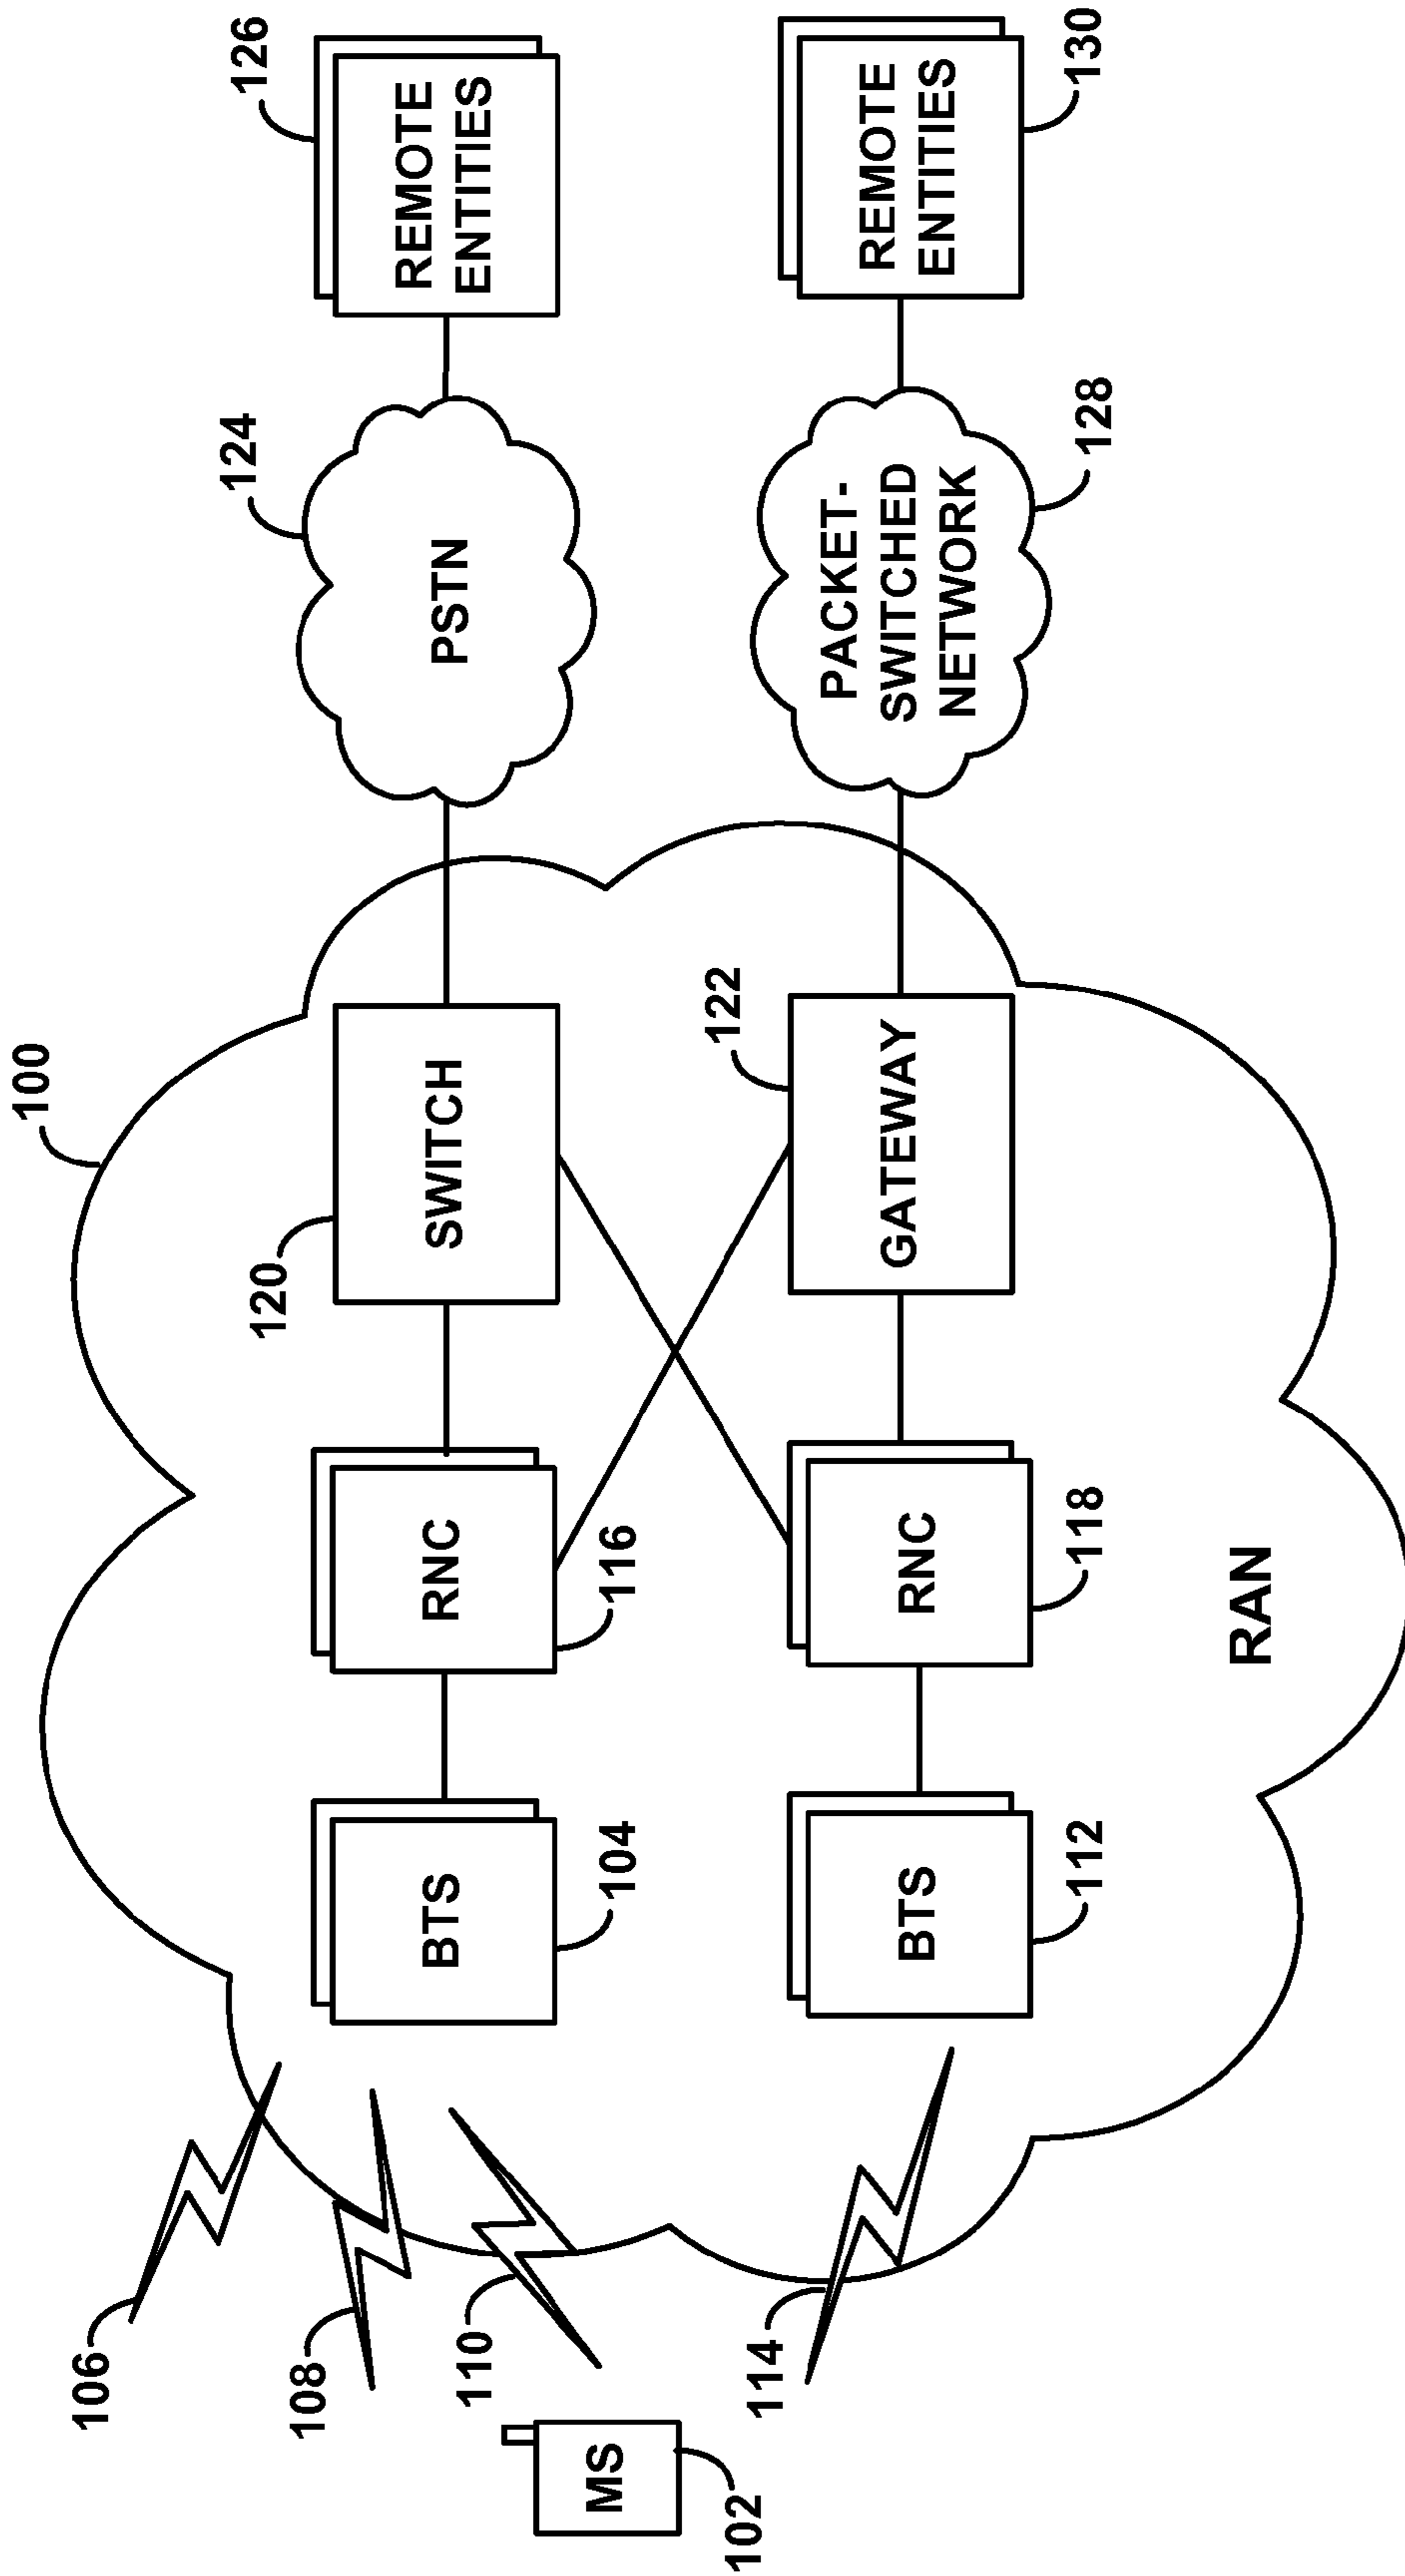 100
126
REMOTE
ENTITIES
124
PSTN
120
SWITCH
RNC
116
BTS
104
106
108
110
MS
102
114
122
GATEWAY
PACKET-
SWITCHED
NETWORK
128
REMOTE
ENTITIES
130
RNC
118
BTS
112
RAN